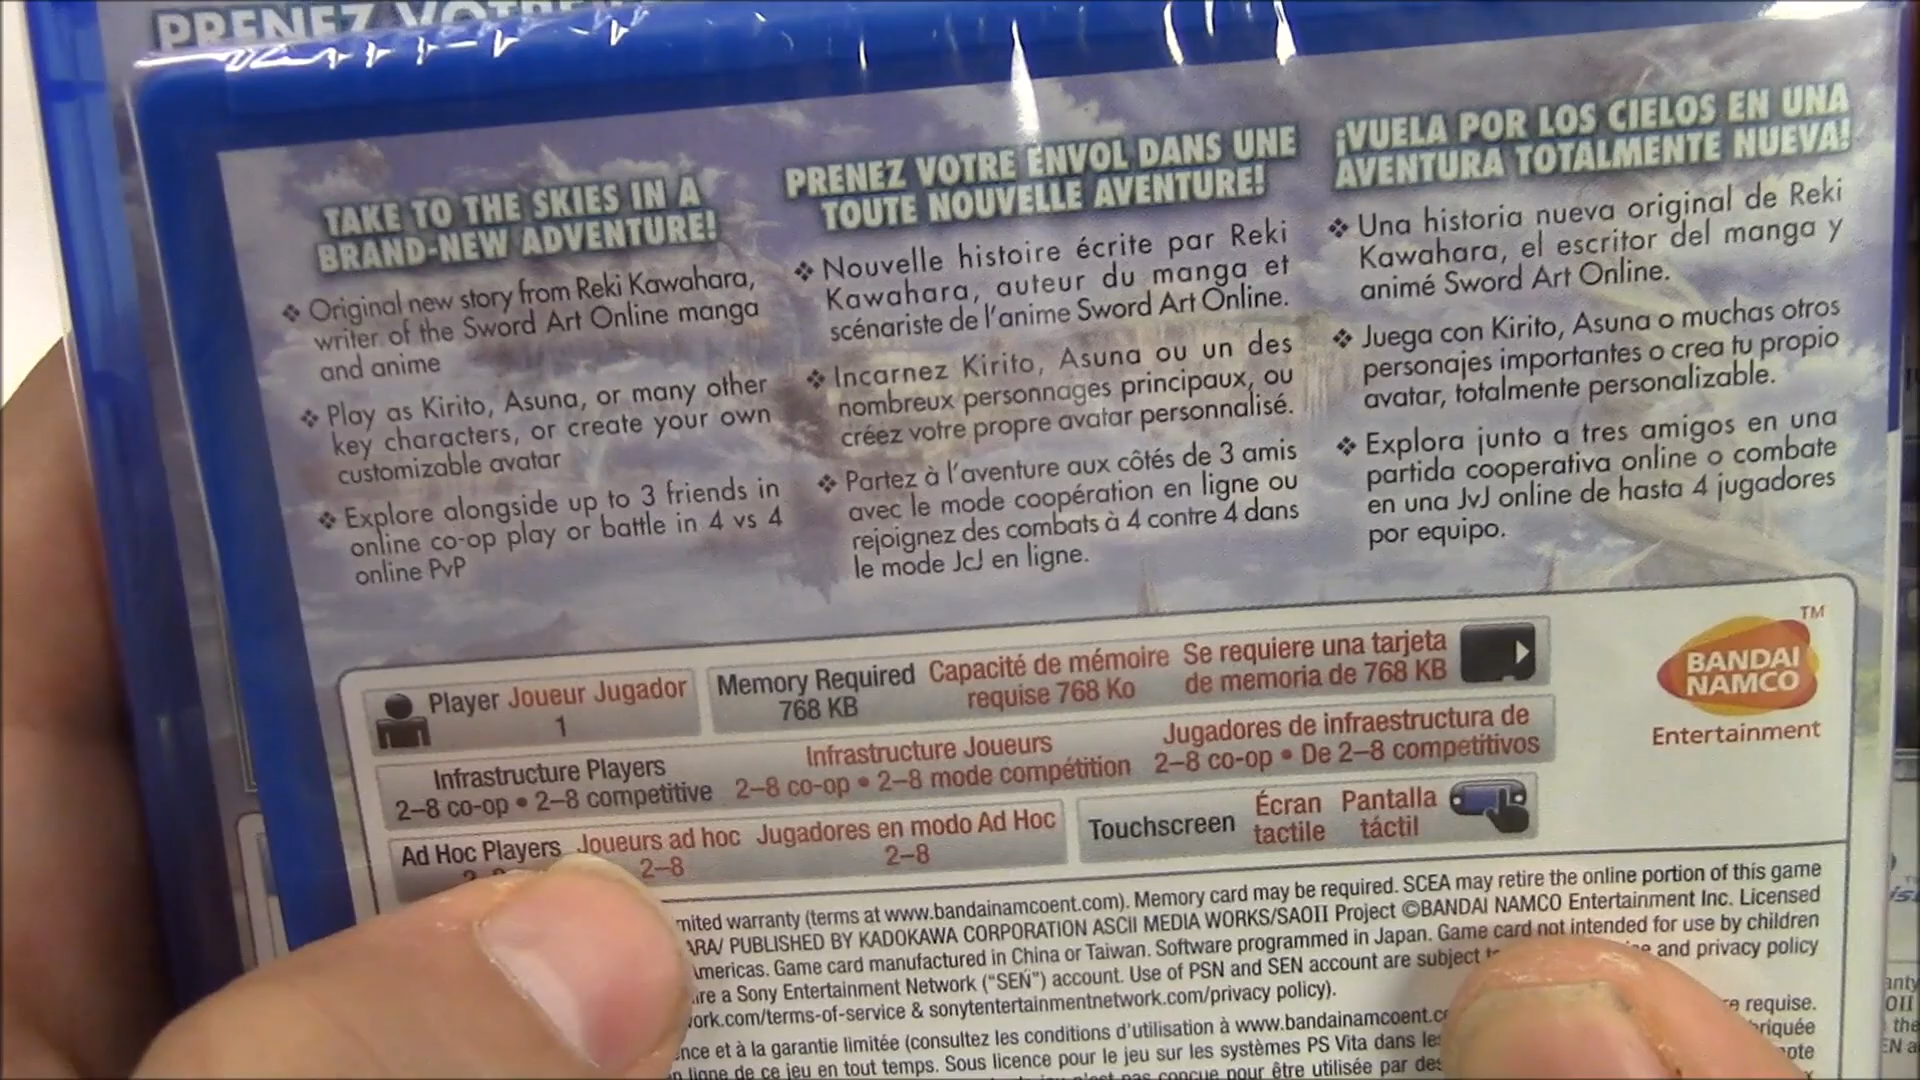 PRENEZ VOTRE
TAKE TO THE SKIES IN A
BRAND-NEW ADVENTURE!
❖ Original new story from Reki Kawahara,
writer of the Sword Art Online manga
and anime
❖ Play as Kirito, Asuna, or many other
key characters, or create your own
customizable avatar
❖ Explore alongside up to 3 friends in
online co-op play or battle in 4 vs 4
online PvP
PRENEZ VOTRE ENVOL DANS UNE
TOUTE NOUVELLE AVENTURE!
❖ Nouvelle histoire écrite par Reki
Kawahara, auteur du manga et
scénariste de l'anime Sword Art Online.
❖ Incarnez Kirito, Asuna ou un des
nombreux personnages principaux, ou
créez votre propre avatar personnalisé.
❖ Partez à l'aventure aux côtés de 3 amis
avec le mode coopération en ligne ou
rejoignez des combats à 4 contre 4 dans
le mode JcJ en ligne.
¡VUELA POR LOS CIELOS EN UNA
AVENTURA TOTALMENTE NUEVA!
❖ Una historia nueva original de Reki
Kawahara, el escritor del manga y
animé Sword Art Online.
❖ Juega con Kirito, Asuna o muchas otros
personajes importantes o crea tu propio
avatar, totalmente personalizable.
❖ Explora junto a tres amigos en una
partida cooperativa online o combate
en una JvJ online de hasta 4 jugadores
por equipo.
Player Joueur Jugador
1
Memory Required
768 KB
Capacité de mémoire
requise 768 Ko
Se requiere una tarjeta
de memoria de 768 KB
Infrastructure Players
2–8 co-op • 2–8 competitive
Infrastructure Joueurs
2–8 co-op • 2–8 mode compétition
Jugadores de infraestructura de
2–8 co-op • De 2–8 competitivos
Ad Hoc Players
Joueurs ad hoc
2–8
Jugadores en modo Ad Hoc
2–8
Touchscreen
Écran
tactile
Pantalla
táctil
BANDAI
NAMCO
TM
Entertainment
mited warranty (terms at www.bandainamcoent.com). Memory card may be required. SCEA may retire the online portion of this game
ARA/ PUBLISHED BY KADOKAWA CORPORATION ASCII MEDIA WORKS/SAOII Project ©BANDAI NAMCO Entertainment Inc. Licensed
Americas. Game card manufactured in China or Taiwan. Software programmed in Japan. Game card not intended for use by children
re a Sony Entertainment Network ("SEN") account. Use of PSN and SEN account are subject and privacy policy
ork.com/terms-of-service & sonytentertainmentnetwork.com/privacy policy).
e requise.
nce et à la garantie limitée (consultez les conditions d'utilisation à www.bandainamcoent.c
briquée
n ligne de ce jeu en tout temps. Sous licence pour le jeu sur les systèmes PS Vita dans les
conçue pour être utilisée par des